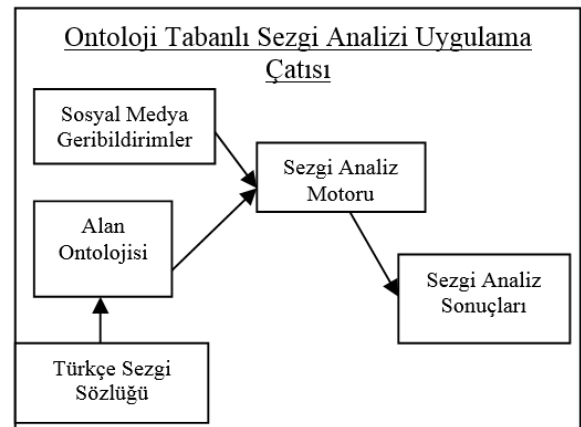 Ontoloji Tabanlı Sezgi Analizi Uygulama
Çatısı
Sosyal Medya
Geribildirimler
Sezgi Analiz
Motoru
Alan
Ontolojisi
Sezgi Analiz
Sonuçları
Türkçe Sezgi
Sözlüğü